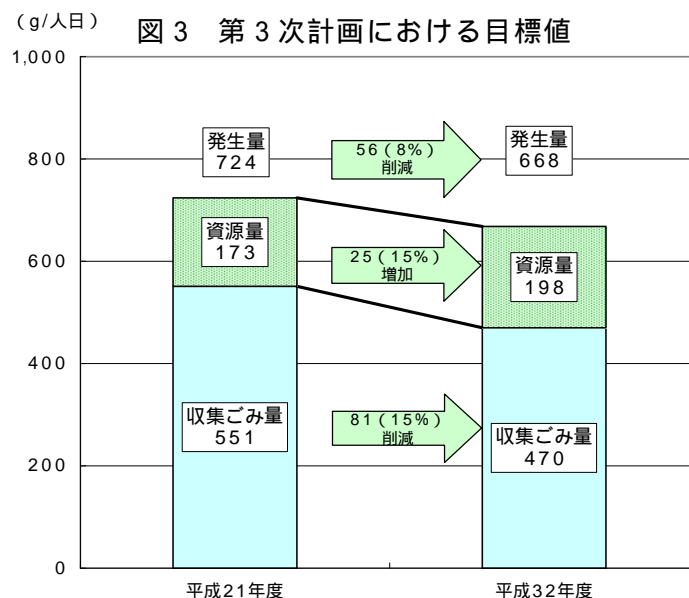 （g/人日）
図3　第3次計画における目標値
1,000
800
600
400
200
0
発生量
724
56（8%）
削減
発生量
668
資源量
173
25（15%）
増加
資源量
198
収集ごみ量
551
81（15%）
削減
収集ごみ量
470
平成21年度
平成32年度